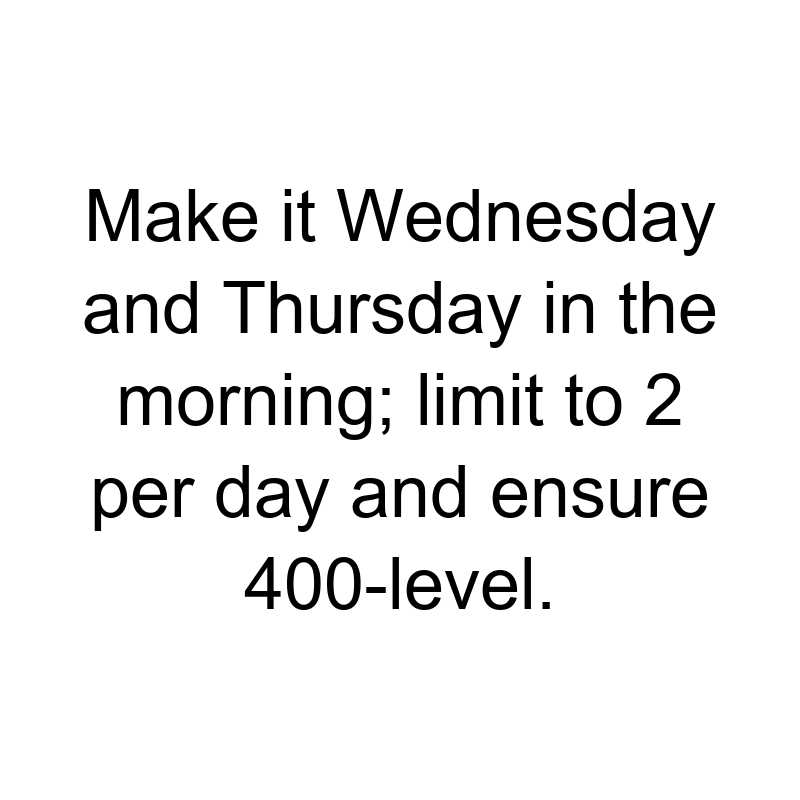 Make it Wednesday
and Thursday in the
morning; limit to 2
per day and ensure
400-level.